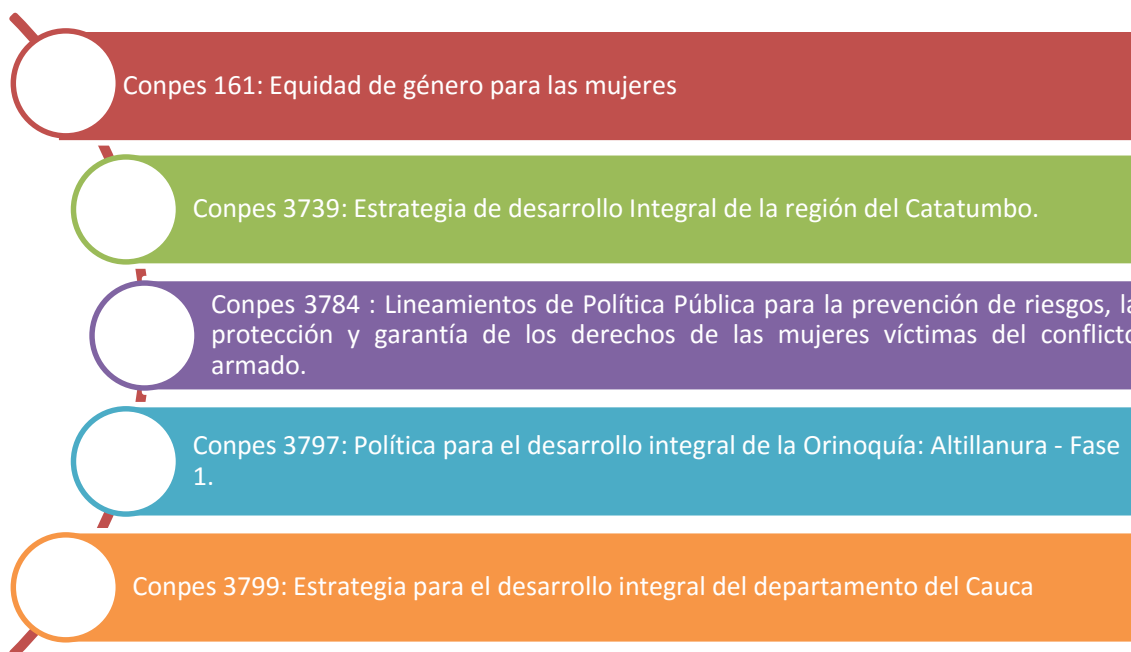 Conpes 161: Equidad de género para las mujeres
Conpes 3739: Estrategia de desarrollo Integral de la región del Catatumbo.
Conpes 3784 : Lineamientos de Política Pública para la prevención de riesgos, la
protección y garantía de los derechos de las mujeres víctimas del conflicto
armado.
Conpes 3797: Política para el desarrollo integral de la Orinoquía: Altillanura - Fase
1.
Conpes 3799: Estrategia para el desarrollo integral del departamento del Cauca